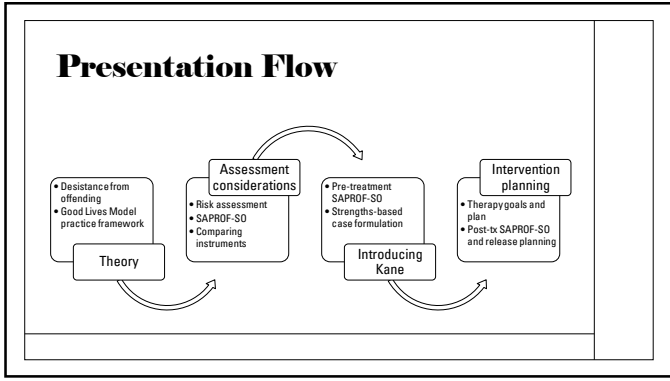 Presentation Flow
• Desistance from
offending
• Good Lives Model
practice framework
Theory
Assessment
considerations
• Risk assessment
• SAPROF-SO
• Comparing
instruments
• Pre-treatment
SAPROF-SO
• Strengths-based
case formulation
Introducing
Kane
Intervention
planning
• Therapy goals and
plan
• Post-tx SAPROF-SO
and release planning